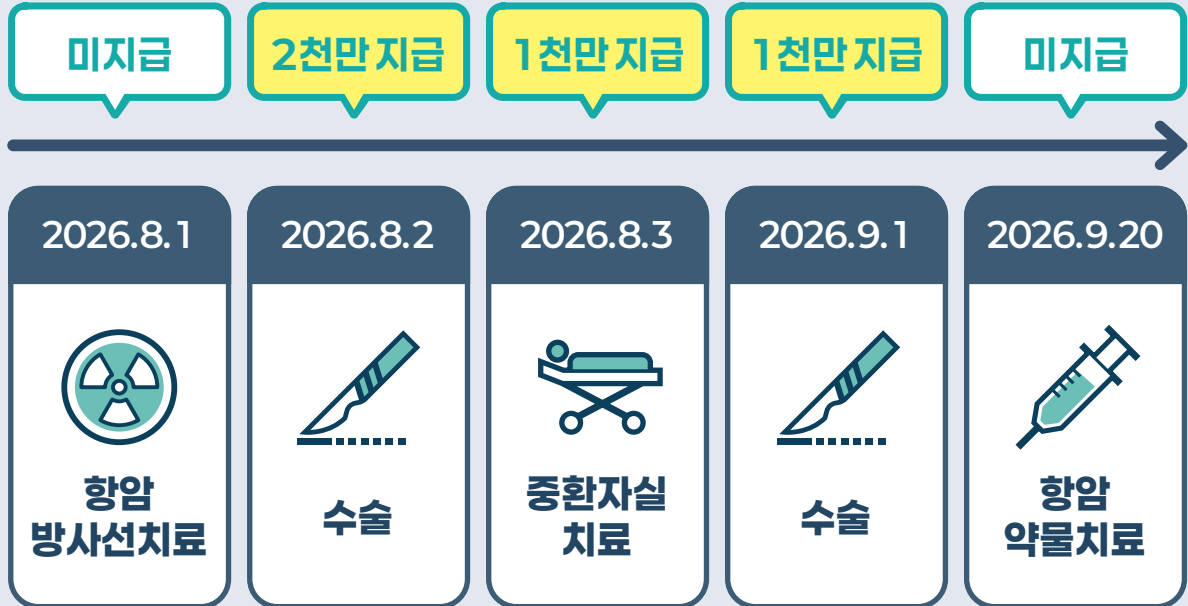 미지급
2천만 지급
1천만 지급
1천만 지급
미지급
2026.8.1
2026.8.2
2026.8.3
2026.9.1
2026.9.20
항암
방사선치료
수술
중환자실
치료
수술
항암
약물치료